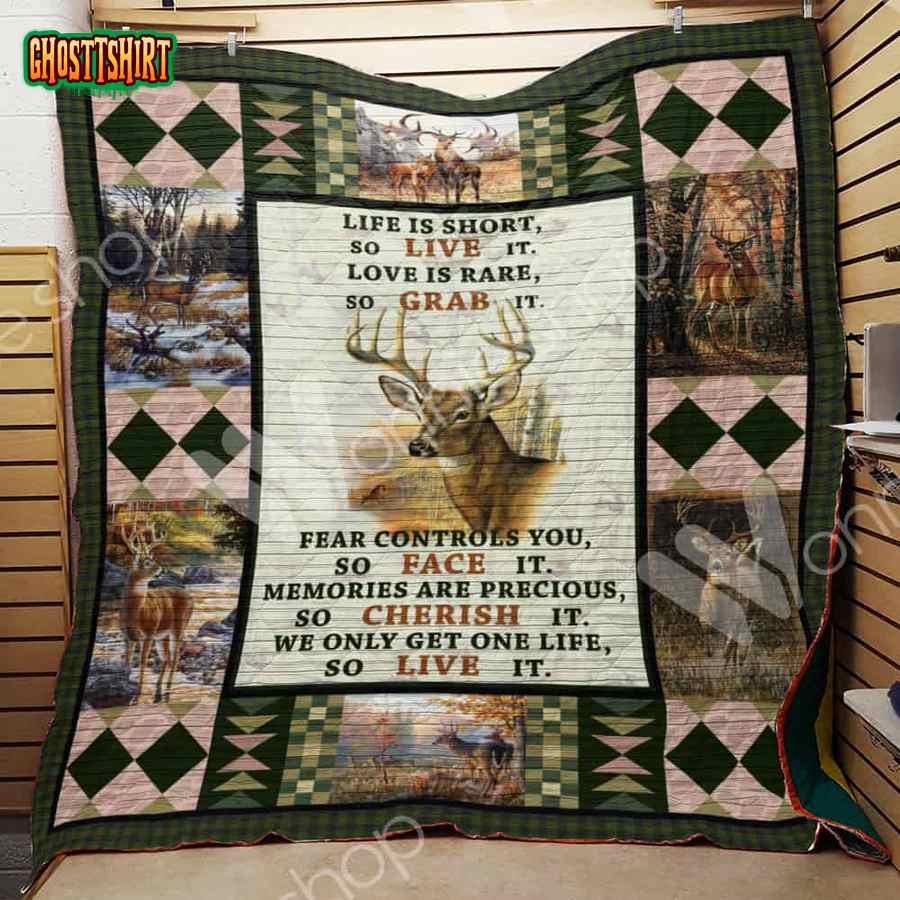 GHOSTTSHIRT
LIFE IS SHORT,
SO LIVE IT.
LOVE IS RARE,
SO GRAB IT.
FEAR CONTROLS YOU,
SO FACE IT.
MEMORIES ARE PRECIOUS,
SO CHERISH IT.
WE ONLY GET ONE LIFE,
SO LIVE IT.